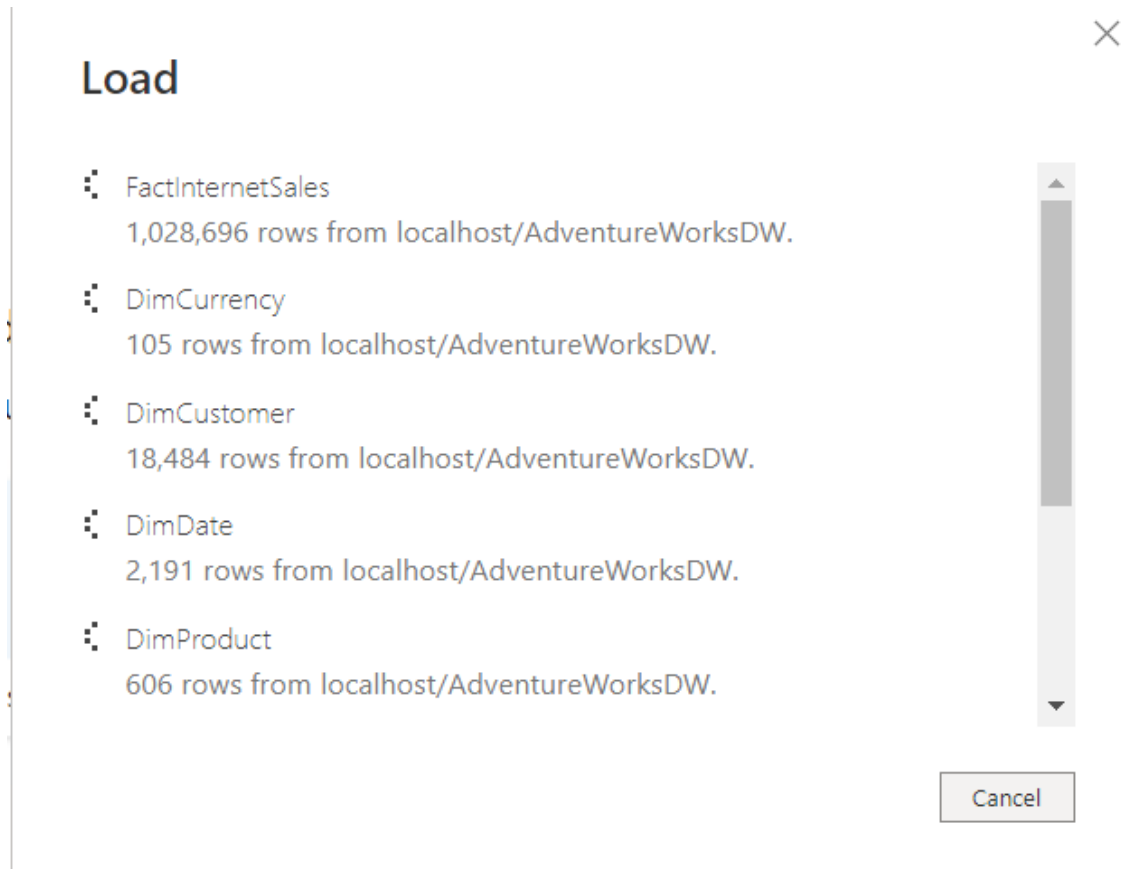 Load
FactInternetSales
1,028,696 rows from localhost/AdventureWorksDW.
DimCurrency
105 rows from localhost/AdventureWorksDW.
DimCustomer
18,484 rows from localhost/AdventureWorksDW.
DimDate
2,191 rows from localhost/AdventureWorksDW.
DimProduct
606 rows from localhost/AdventureWorksDW.
Cancel